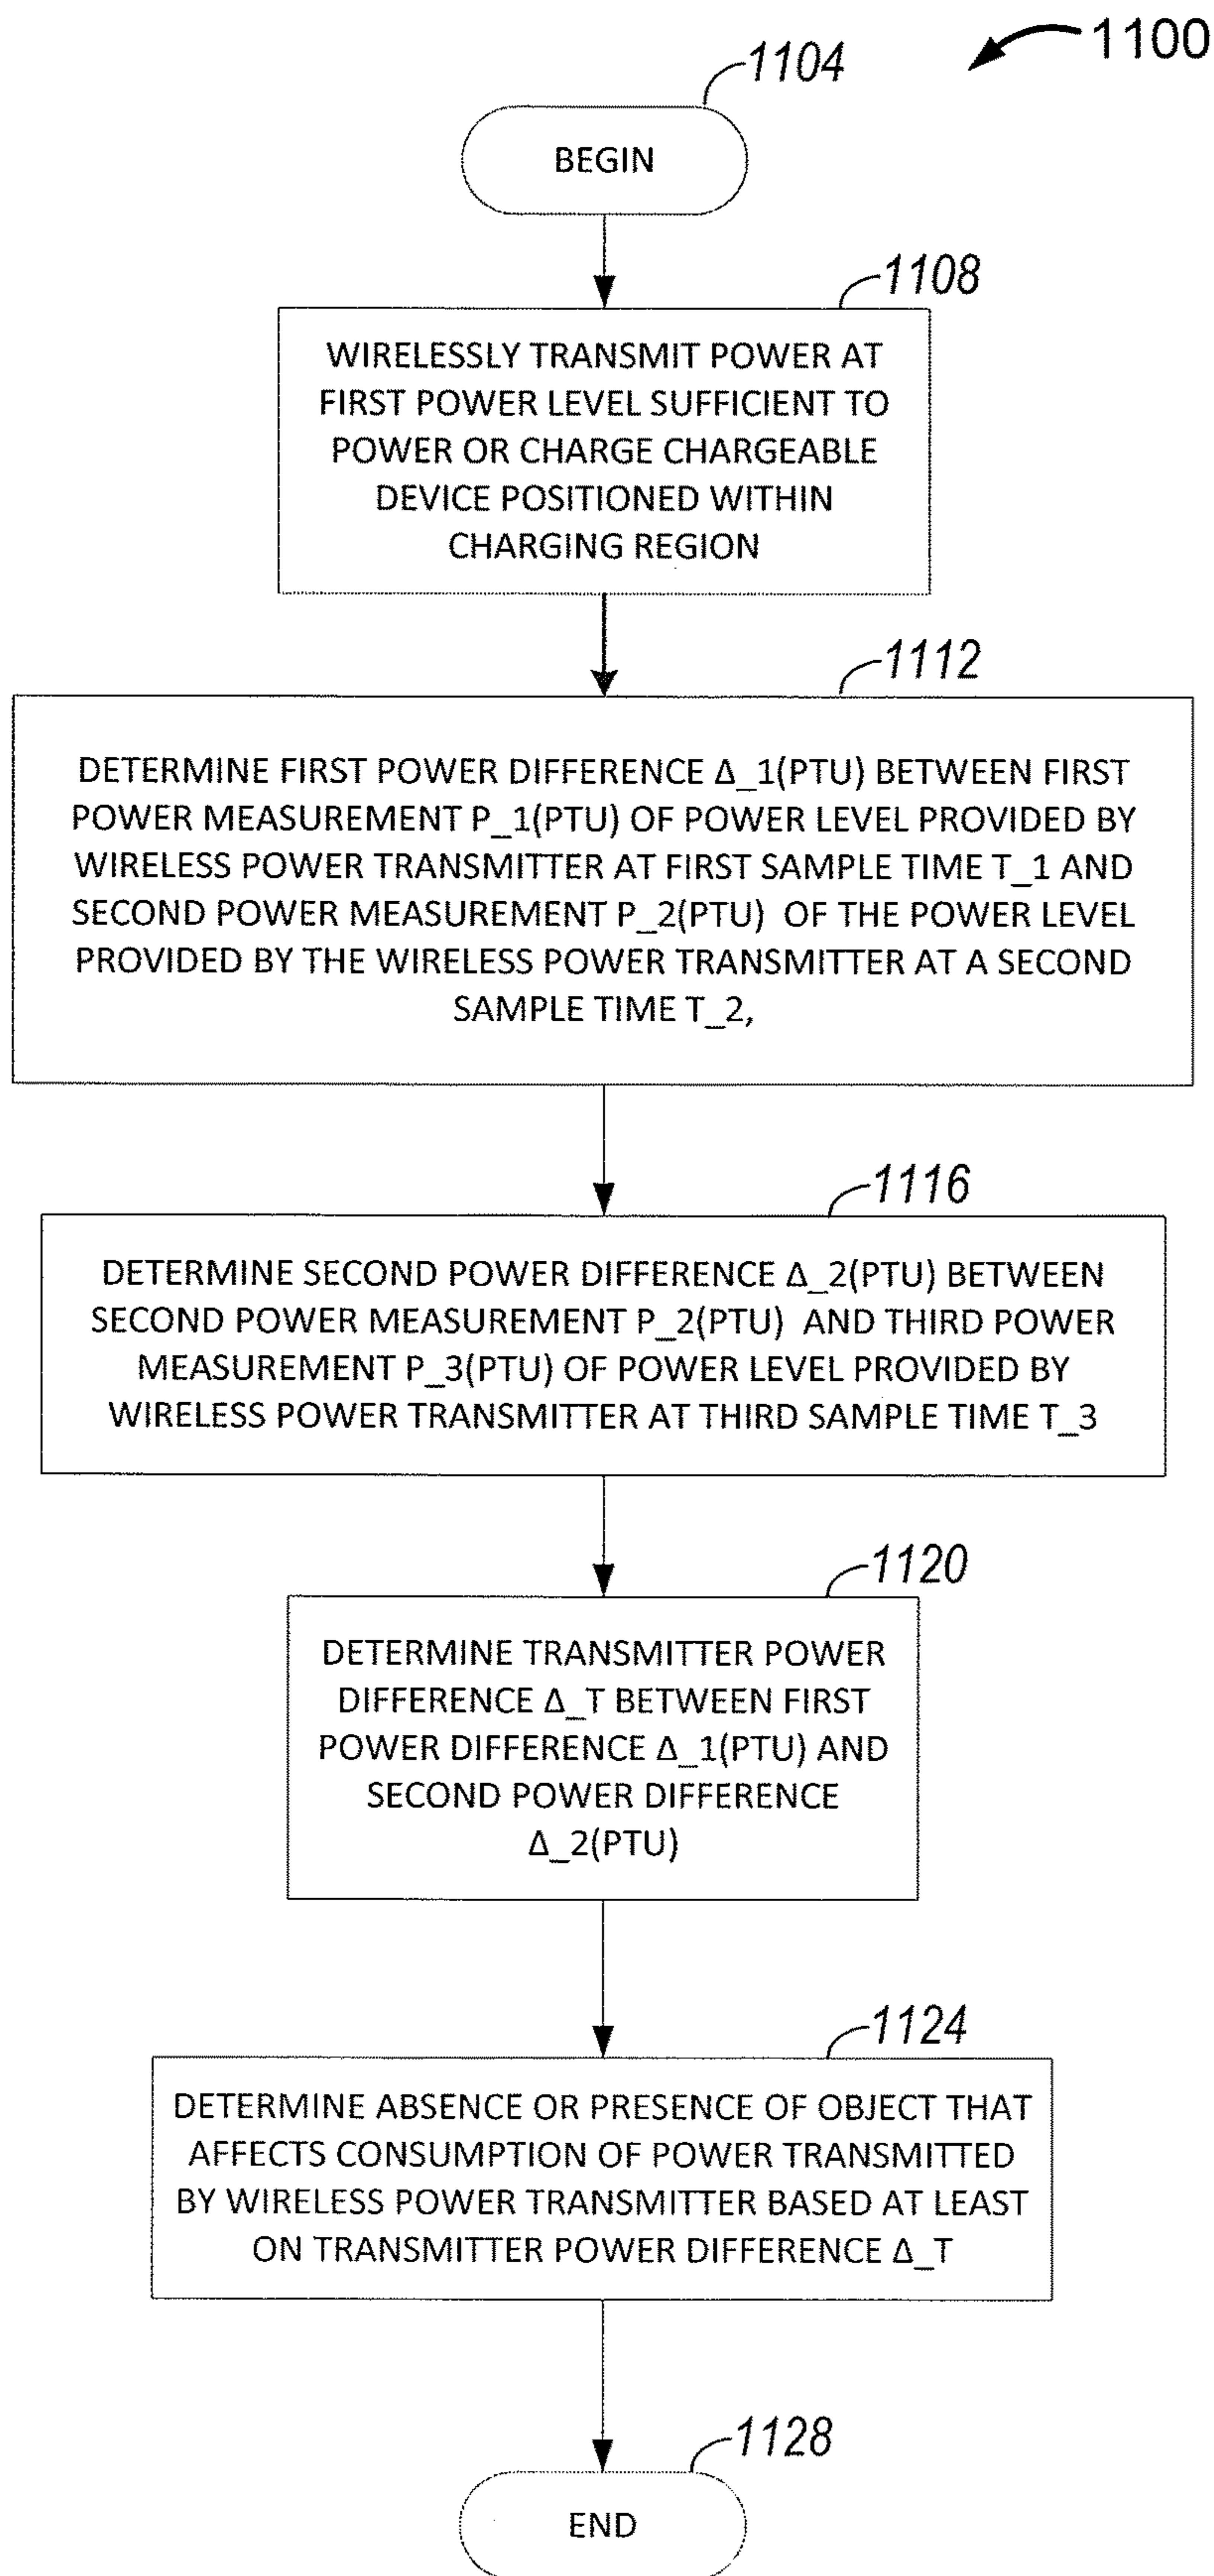 1100
1104
BEGIN
1108
WIRELESSLY TRANSMIT POWER AT
FIRST POWER LEVEL SUFFICIENT TO
POWER OR CHARGE CHARGEABLE
DEVICE POSITIONED WITHIN
CHARGING REGION
1112
DETERMINE FIRST POWER DIFFERENCE Δ_1(PTU) BETWEEN FIRST
POWER MEASUREMENT P_1(PTU) OF POWER LEVEL PROVIDED BY
WIRELESS POWER TRANSMITTER AT FIRST SAMPLE TIME T_1 AND
SECOND POWER MEASUREMENT P_2(PTU) OF THE POWER LEVEL
PROVIDED BY THE WIRELESS POWER TRANSMITTER AT A SECOND
SAMPLE TIME T_2,
1116
DETERMINE SECOND POWER DIFFERENCE Δ_2(PTU) BETWEEN
SECOND POWER MEASUREMENT P_2(PTU) AND THIRD POWER
MEASUREMENT P_3(PTU) OF POWER LEVEL PROVIDED BY
WIRELESS POWER TRANSMITTER AT THIRD SAMPLE TIME T_3
1120
DETERMINE TRANSMITTER POWER
DIFFERENCE Δ_T BETWEEN FIRST
POWER DIFFERENCE Δ_1(PTU) AND
SECOND POWER DIFFERENCE
Δ_2(PTU)
1124
DETERMINE ABSENCE OR PRESENCE OF OBJECT THAT
AFFECTS CONSUMPTION OF POWER TRANSMITTED
BY WIRELESS POWER TRANSMITTER BASED AT LEAST
ON TRANSMITTER POWER DIFFERENCE Δ_T
1128
END